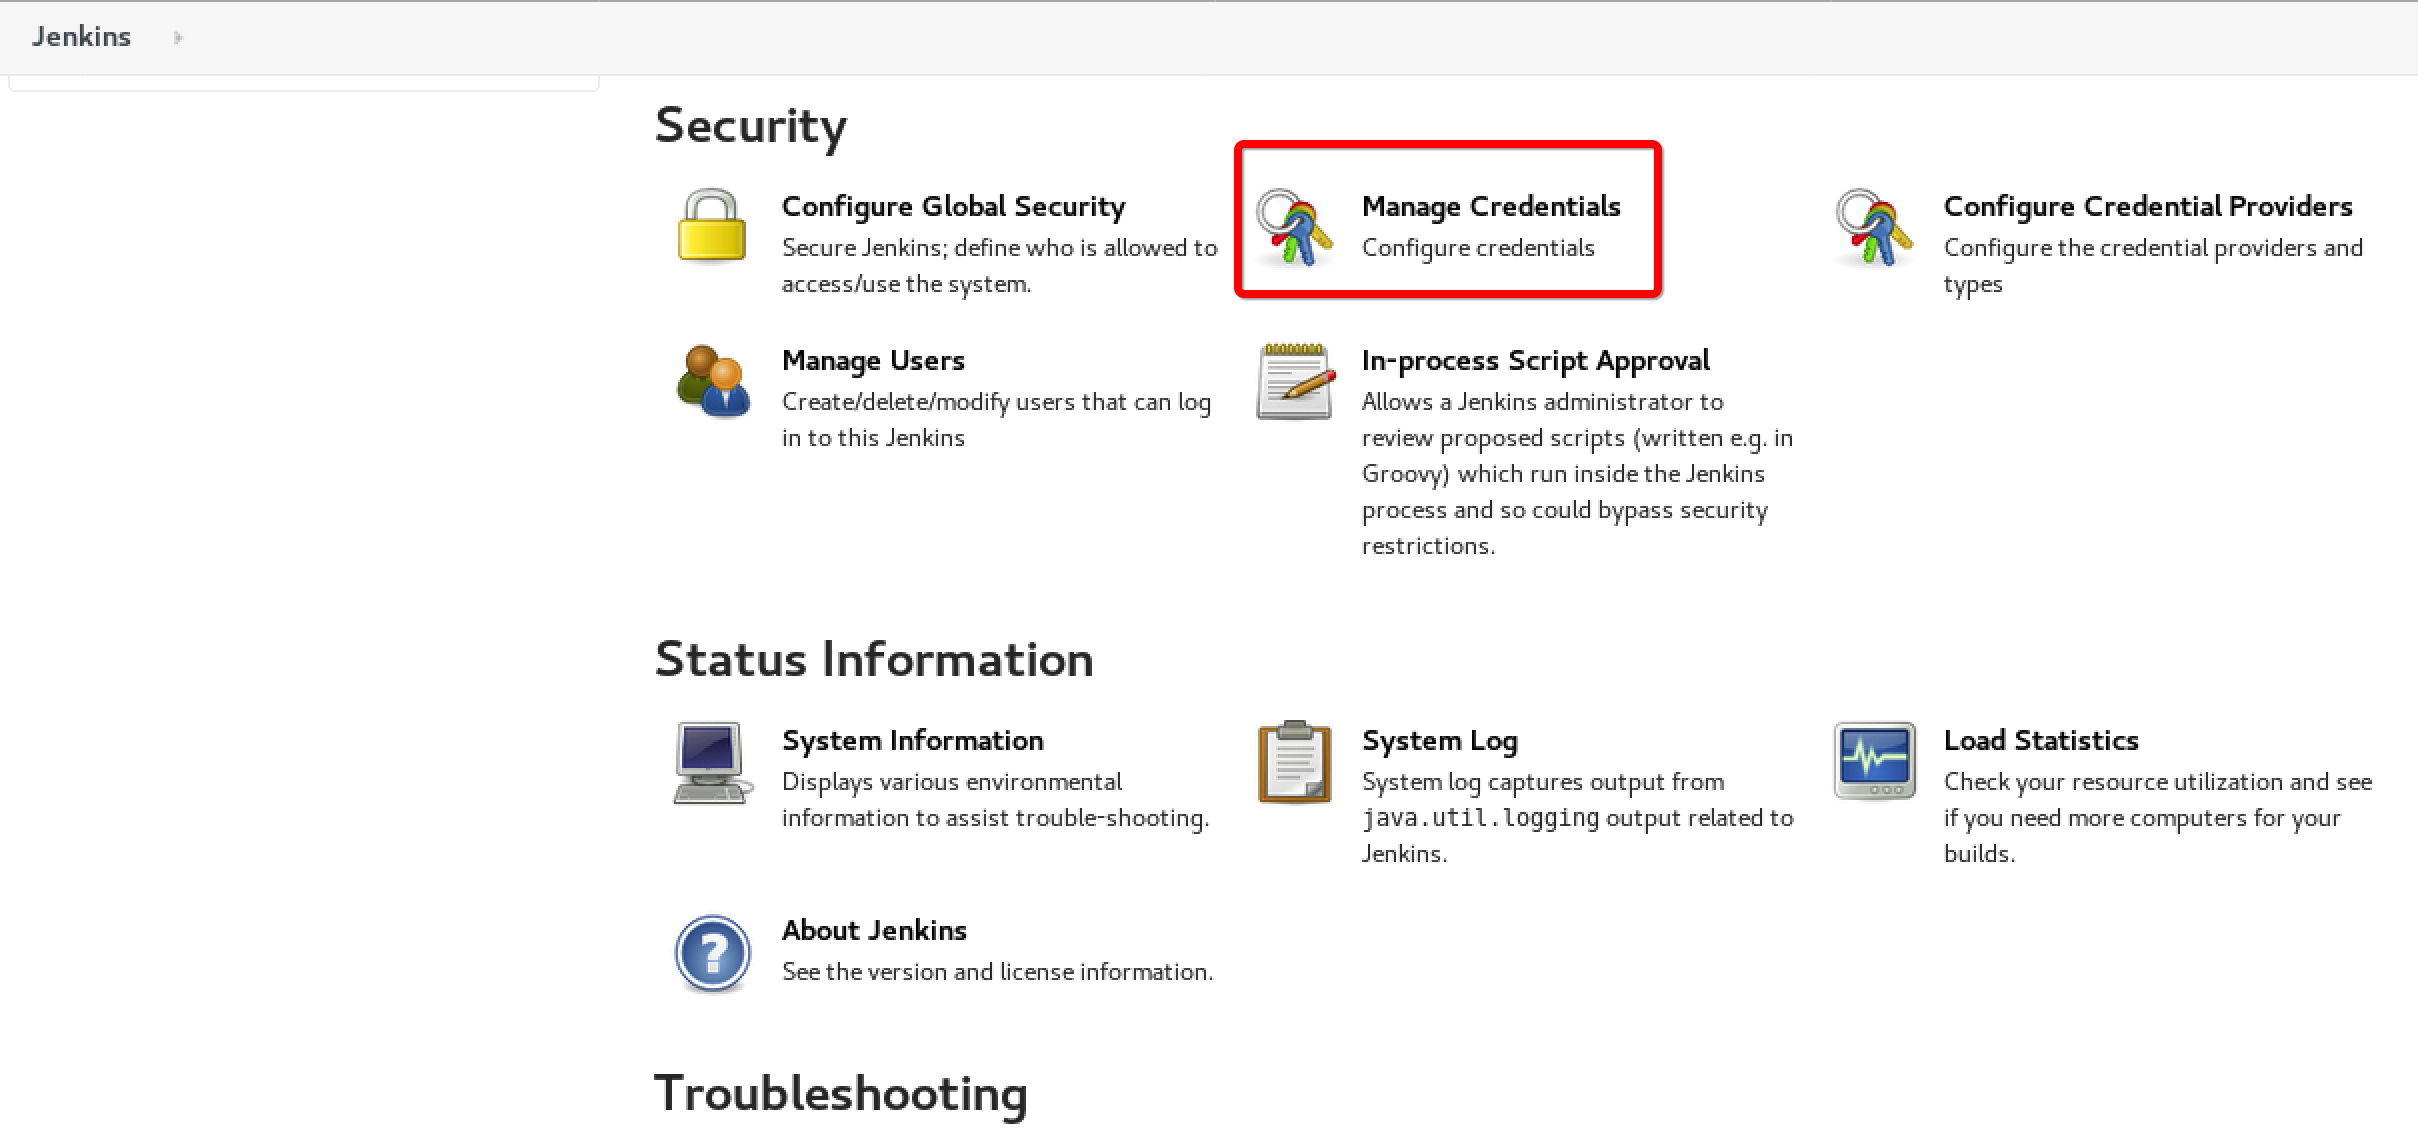 Jenkins
Security
Configure Global Security
Secure Jenkins; define who is allowed to
access/use the system.
Manage Credentials
Configure credentials
Configure Credential Providers
Configure the credential providers and
types
Manage Users
Create/delete/modify users that can log
in to this Jenkins
In-process Script Approval
Allows a Jenkins administrator to
review proposed scripts (written e.g. in
Groovy) which run inside the Jenkins
process and so could bypass security
restrictions.
Status Information
System Information
Displays various environmental
information to assist trouble-shooting.
System Log
System log captures output from
java.util.logging output related to
Jenkins.
Load Statistics
Check your resource utilization and see
if you need more computers for your
builds.
About Jenkins
See the version and license information.
Troubleshooting